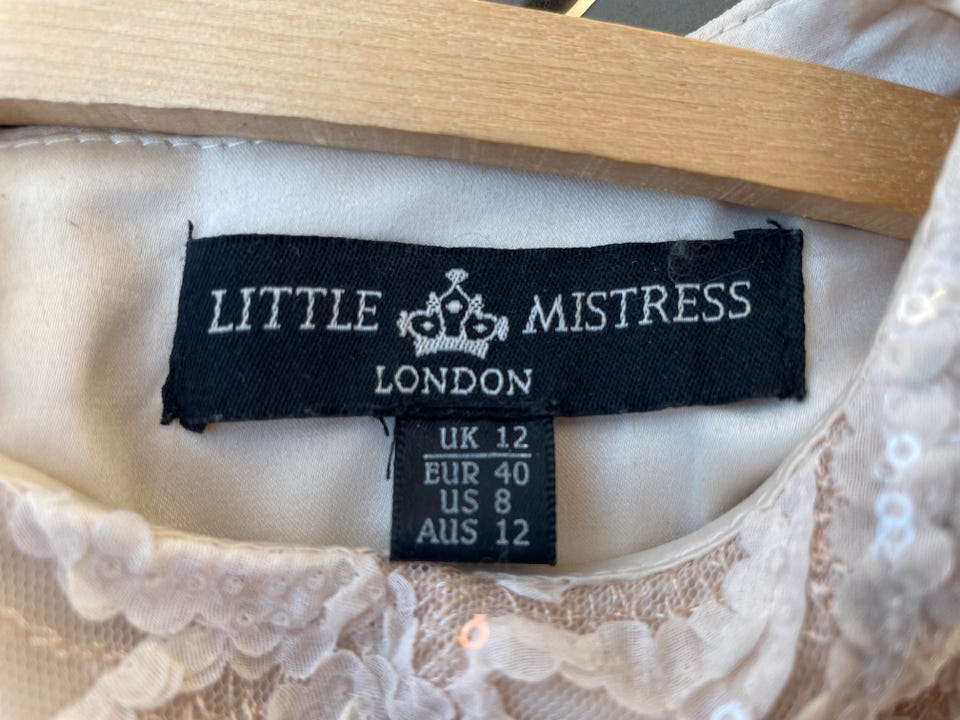 LITTLE MISTRESS
LONDON
UK 12
EUR 40
US 8
AUS 12